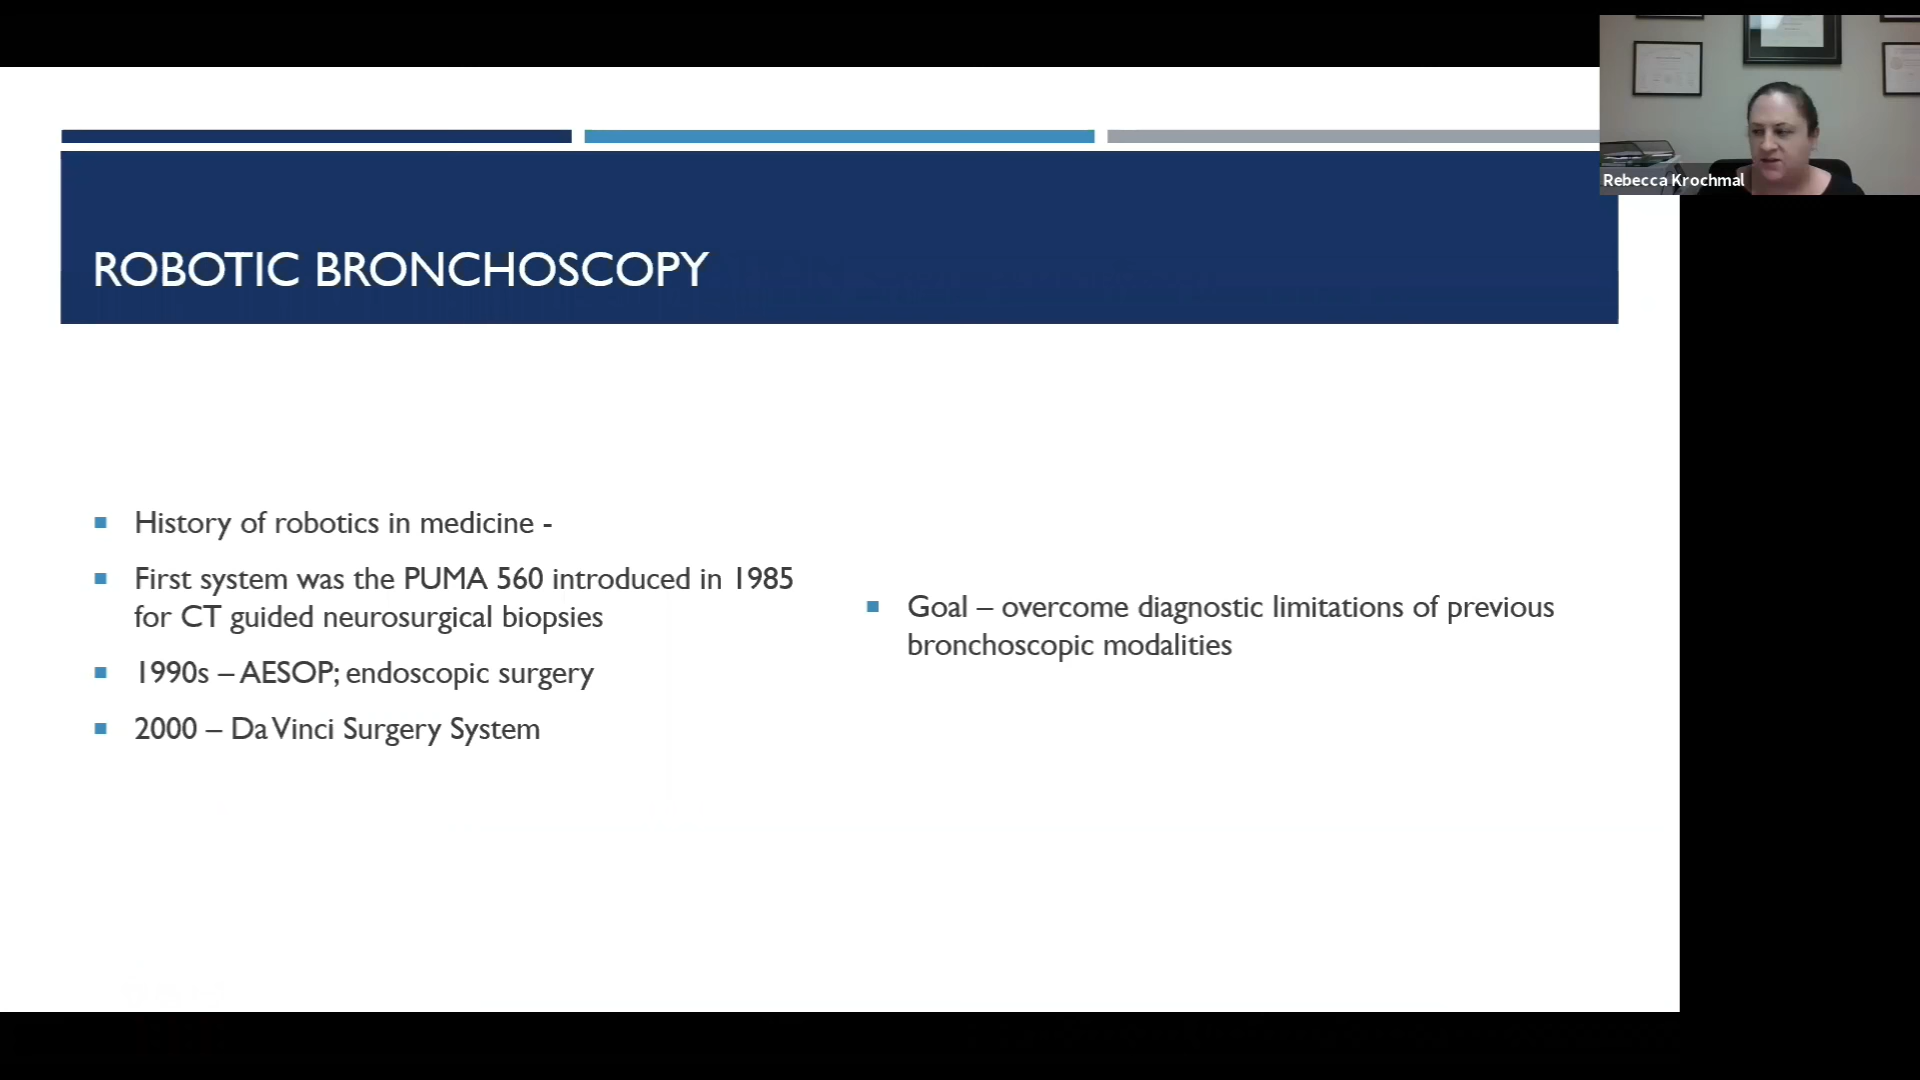 Rebecca Krochmal
ROBOTIC BRONCHOSCOPY
History of robotics in medicine -
First system was the PUMA 560 introduced in 1985
for CT guided neurosurgical biopsies
1990s – AESOP; endoscopic surgery
2000 – Da Vinci Surgery System
Goal – overcome diagnostic limitations of previous
bronchoscopic modalities